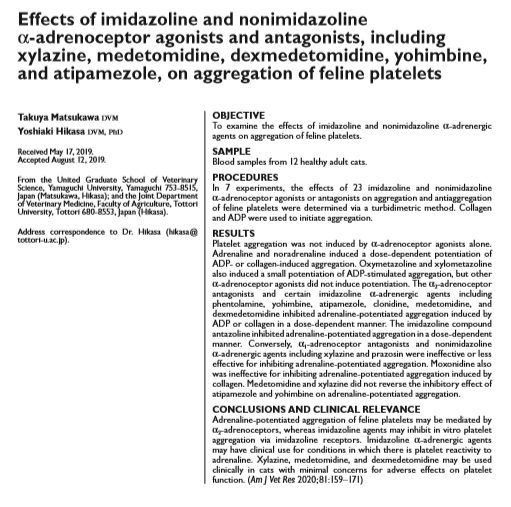 Effects of imidazoline and nonimidazoline
α-adrenoceptor agonists and antagonists, including
xylazine, medetomidine, dexmedetomidine, yohimbine,
and atipamezole, on aggregation of feline platelets
Takuya Matsukawa DVM
Yoshiaki Hikasa DVM, PhD
Received May 17, 2019.
Accepted August 12, 2019.
From the United Graduate School of Veterinary
Science, Yamaguchi University, Yamaguchi 753-8515,
Japan (Matsukawa, Hikasa); and the Joint Department
of Veterinary Medicine, Faculty of Agriculture, Tottori
University, Tottori 680-8553, Japan (Hikasa).
Address correspondence to Dr. Hikasa (hikasa@
tottori-u.ac.jp).
OBJECTIVE
To examine the effects of imidazoline and nonimidazoline α-adrenergic
agents on aggregation of feline platelets.
SAMPLE
Blood samples from 12 healthy adult cats.
PROCEDURES
In 7 experiments, the effects of 23 imidazoline and nonimidazoline
α-adrenoceptor agonists or antagonists on aggregation and antiaggregation
of feline platelets were determined via a turbidimetric method. Collagen
and ADP were used to initiate aggregation.
RESULTS
Platelet aggregation was not induced by α-adrenoceptor agonists alone.
Adrenaline and noradrenaline induced a dose-dependent potentiation of
ADP- or collagen-induced aggregation. Oxymetazoline and xylometazoline
also induced a small potentiation of ADP-stimulated aggregation, but other
α-adrenoceptor agonists did not induce potentiation. The α₂-adrenoceptor
antagonists and certain imidazoline α-adrenergic agents including
phentolamine, yohimbine, atipamezole, clonidine, medetomidine, and
dexmedetomidine inhibited adrenaline-potentiated aggregation induced by
ADP or collagen in a dose-dependent manner. The imidazoline compound
antazoline inhibited adrenaline-potentiated aggregation in a dose-dependent
manner. Conversely, α₁-adrenoceptor antagonists and nonimidazoline
α-adrenergic agents including xylazine and prazosin were ineffective or less
effective for inhibiting adrenaline-potentiated aggregation. Moxonidine also
was ineffective for inhibiting adrenaline-potentiated aggregation induced by
collagen. Medetomidine and xylazine did not reverse the inhibitory effect of
atipamezole and yohimbine on adrenaline-potentiated aggregation.
CONCLUSIONS AND CLINICAL RELEVANCE
Adrenaline-potentiated aggregation of feline platelets may be mediated by
α₂-adrenoceptors, whereas imidazoline agents may inhibit in vitro platelet
aggregation via imidazoline receptors. Imidazoline α-adrenergic agents
may have clinical use for conditions in which there is platelet reactivity to
adrenaline. Xylazine, medetomidine, and dexmedetomidine may be used
clinically in cats with minimal concerns for adverse effects on platelet
function. (Am J Vet Res 2020;81:159–171)